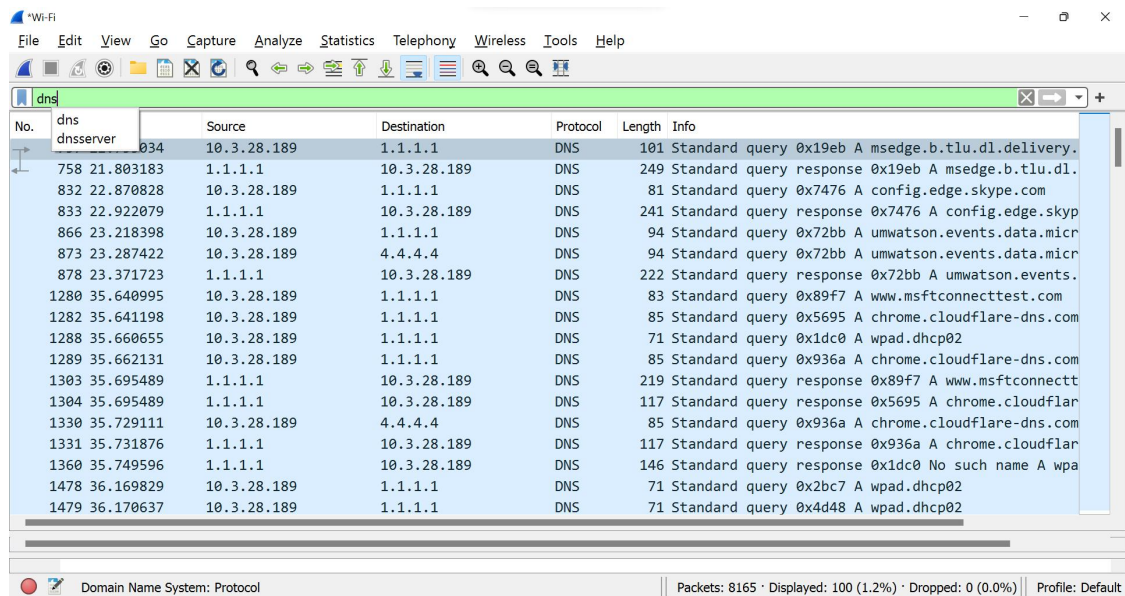 *Wi-Fi
File Edit View Go Capture Analyze Statistics Telephony Wireless Tools Help
dns
dns
dnsserver
No. Source Destination Protocol Length Info
034 10.3.28.189 1.1.1.1 DNS 101 Standard query 0x19eb A msedge.b.tlu.dl.delivery.
758 21.803183 1.1.1.1 10.3.28.189 DNS 249 Standard query response 0x19eb A msedge.b.tlu.dl.
832 22.870828 10.3.28.189 1.1.1.1 DNS 81 Standard query 0x7476 A config.edge.skype.com
833 22.922079 1.1.1.1 10.3.28.189 DNS 241 Standard query response 0x7476 A config.edge.skyp
866 23.218398 10.3.28.189 1.1.1.1 DNS 94 Standard query 0x72bb A umwatson.events.data.micr
873 23.287422 10.3.28.189 4.4.4.4 DNS 94 Standard query 0x72bb A umwatson.events.data.micr
878 23.371723 1.1.1.1 10.3.28.189 DNS 222 Standard query response 0x72bb A umwatson.events.
1280 35.640995 10.3.28.189 1.1.1.1 DNS 83 Standard query 0x89f7 A www.msftconnecttest.com
1282 35.641198 10.3.28.189 1.1.1.1 DNS 85 Standard query 0x5695 A chrome.cloudflare-dns.com
1288 35.660655 10.3.28.189 1.1.1.1 DNS 71 Standard query 0x1dc0 A wpad.dhcp02
1289 35.662131 10.3.28.189 1.1.1.1 DNS 85 Standard query 0x936a A chrome.cloudflare-dns.com
1303 35.695489 1.1.1.1 10.3.28.189 DNS 219 Standard query response 0x89f7 A www.msftconnectt
1304 35.695489 1.1.1.1 10.3.28.189 DNS 117 Standard query response 0x5695 A chrome.cloudflar
1330 35.729111 10.3.28.189 4.4.4.4 DNS 85 Standard query 0x936a A chrome.cloudflare-dns.com
1331 35.731876 1.1.1.1 10.3.28.189 DNS 117 Standard query response 0x936a A chrome.cloudflar
1360 35.749596 1.1.1.1 10.3.28.189 DNS 146 Standard query response 0x1dc0 No such name A wpa
1478 36.169829 10.3.28.189 1.1.1.1 DNS 71 Standard query 0x2bc7 A wpad.dhcp02
1479 36.170637 10.3.28.189 1.1.1.1 DNS 71 Standard query 0x4d48 A wpad.dhcp02
Domain Name System: Protocol Packets: 8165 · Displayed: 100 (1.2%) · Dropped: 0 (0.0%) Profile: Default